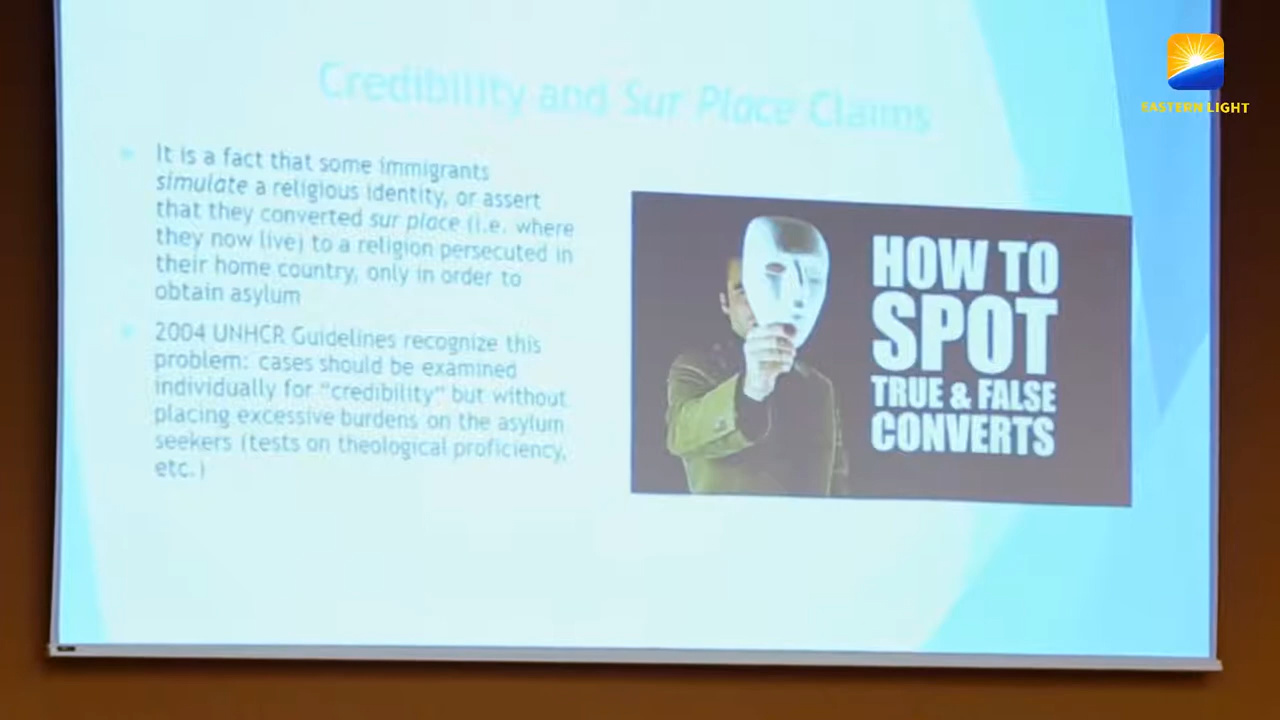 EASTERN LIGHT
Credibility and Sur Place Claims
It is a fact that some immigrants
simulate a religious identity, or assert
that they converted sur place (i.e. where
they now live) to a religion persecuted in
their home country, only in order to
obtain asylum
2004 UNHCR Guidelines recognize this
problem: cases should be examined
individually for "credibility" but without
placing excessive burdens on the asylum
seekers (tests on theological proficiency,
etc.)
HOW TO
SPOT
TRUE & FALSE
CONVERTS